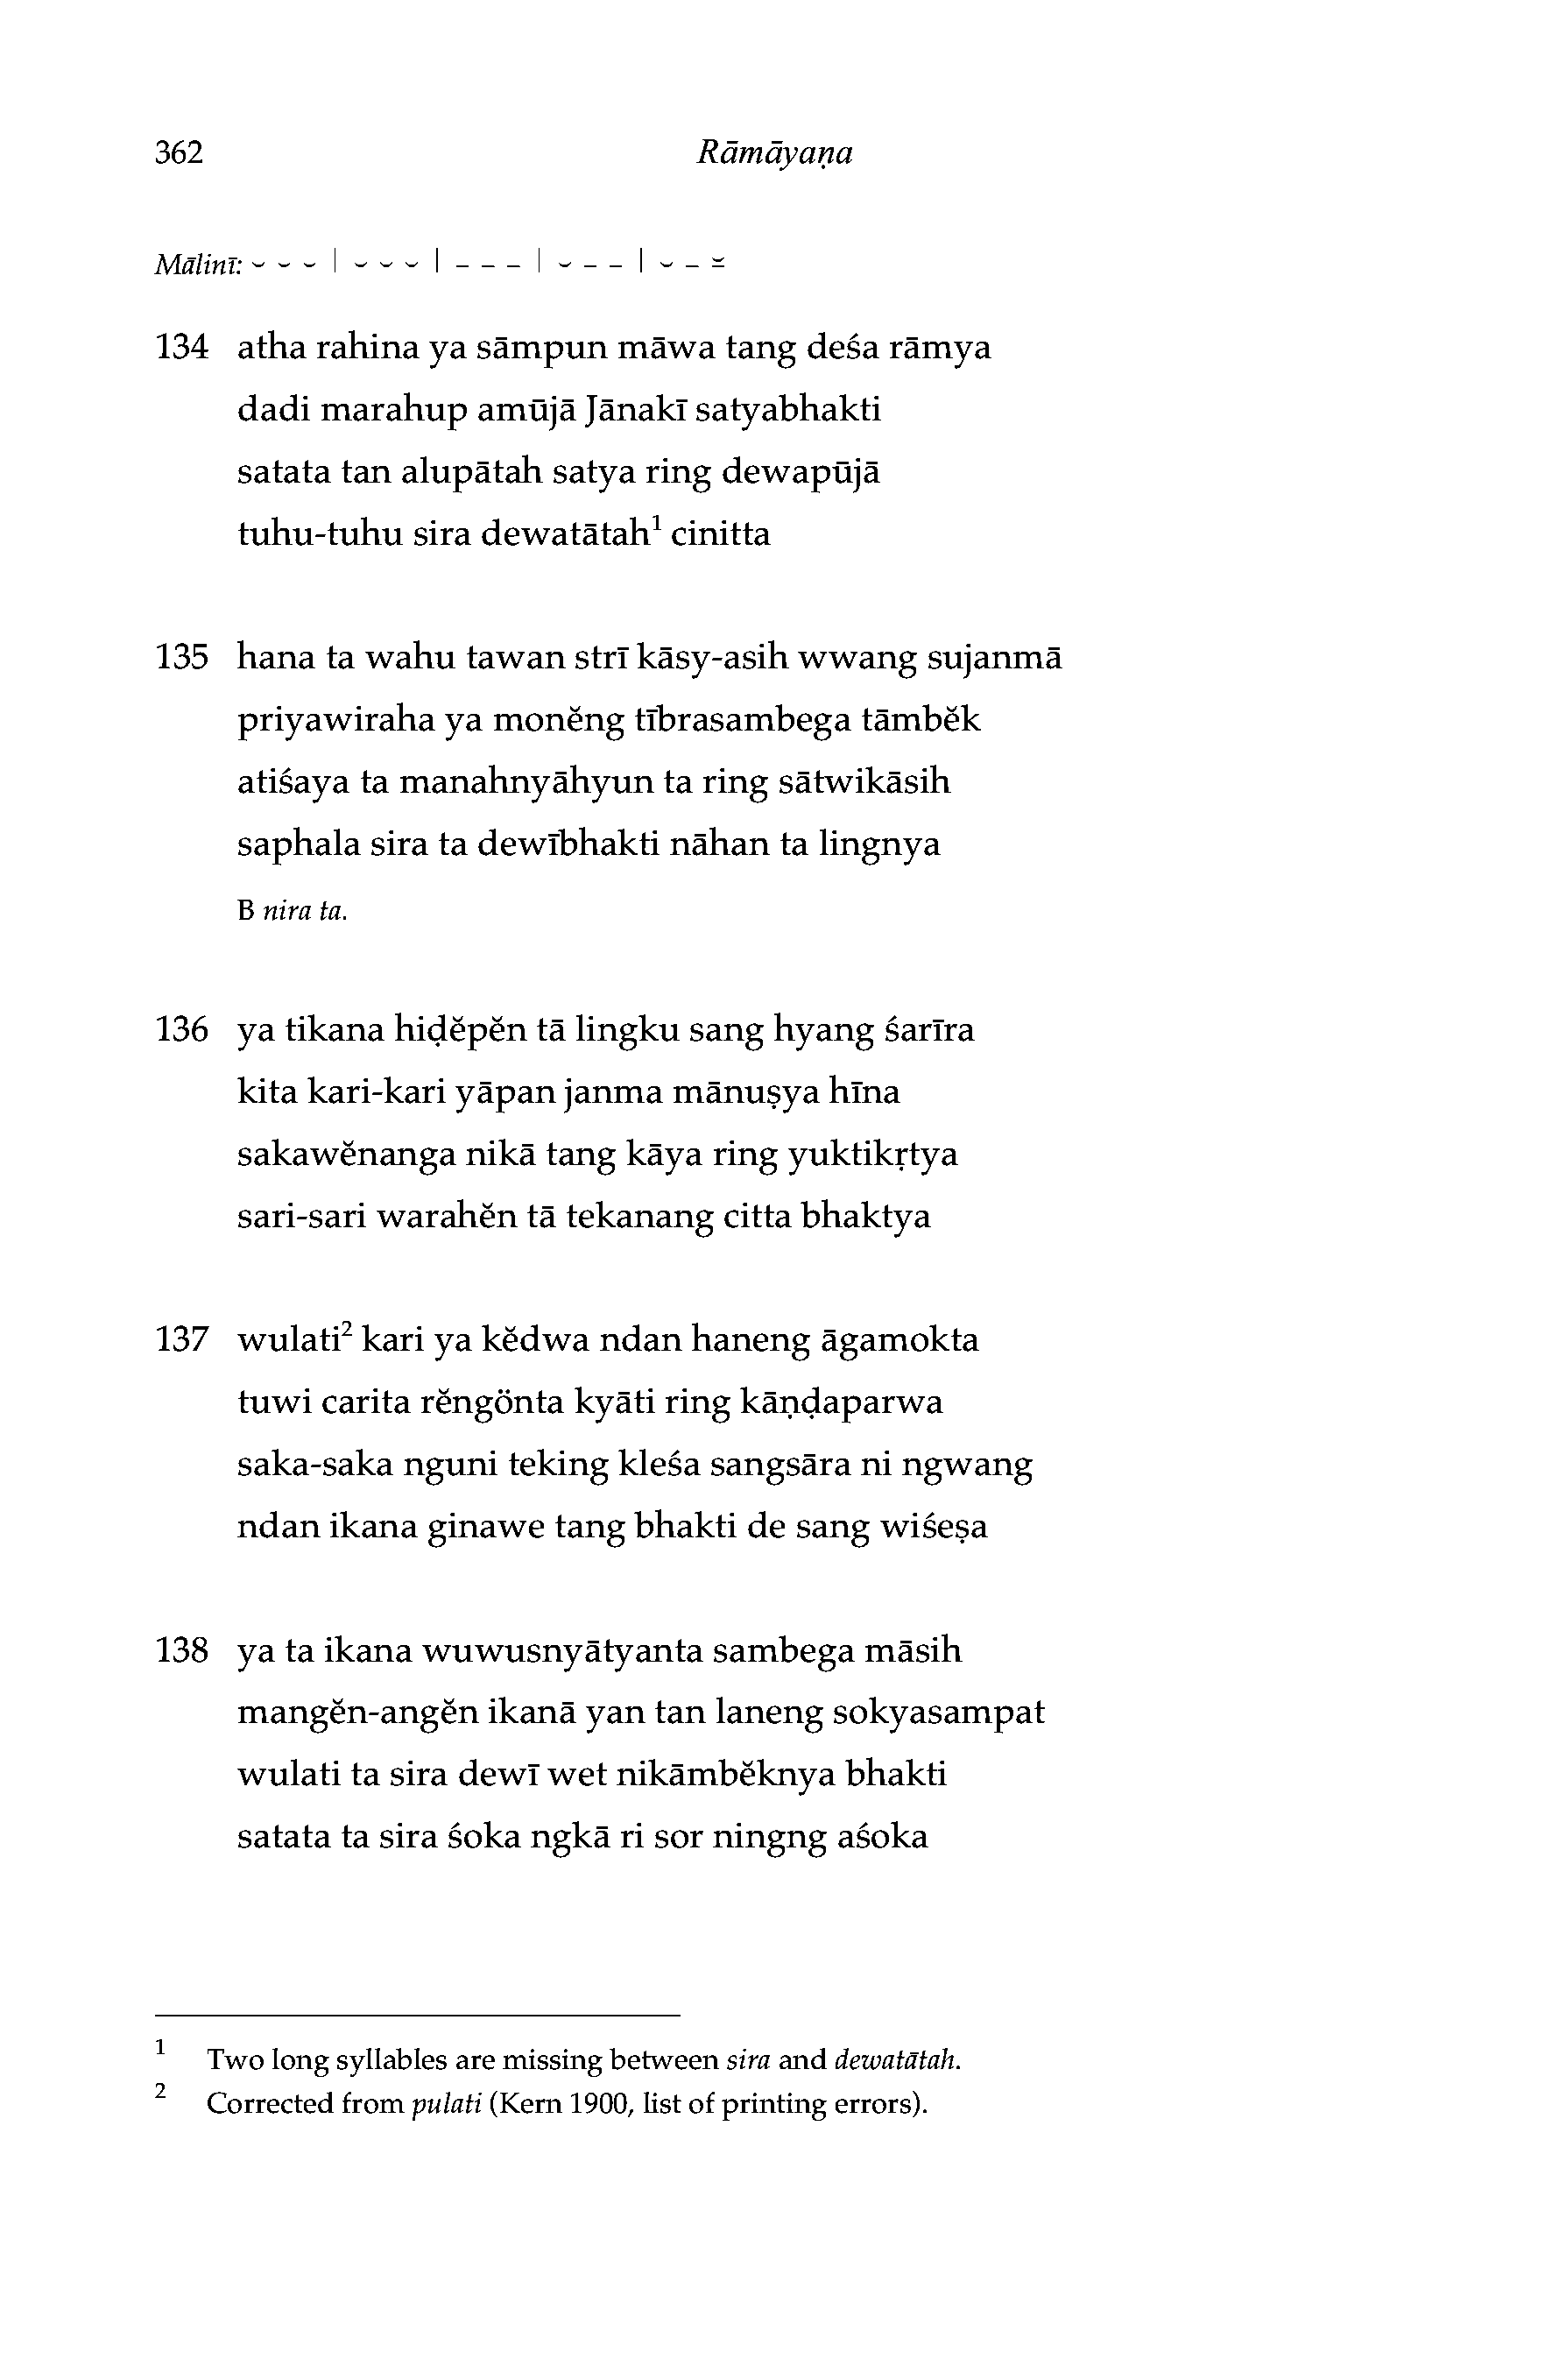 362 Rāmāyaṇa
Mālinī: ⏑ ⏑ ⏑ | ⏑ ⏑ ⏑ | – – – | ⏑ – – | ⏑ – ⏓
134 atha rahina ya sāmpun māwa tang deśa rāmya
dadi marahup amūjā Jānakī satyabhakti
satata tan alupātah satya ring dewapūjā
tuhu-tuhu sira dewatātah¹ cinitta
135 hana ta wahu tawan strī kāsy-asih wwang sujanmā
priyawiraha ya monĕng tībrasambega tāmbĕk
atiśaya ta manahnyāhyun ta ring sātwikāsih
saphala sira ta dewībhakti nāhan ta lingnya
B nira ta.
136 ya tikana hiḍĕpĕn tā lingku sang hyang śarīra
kita kari-kari yāpan janma mānuṣya hīna
sakawĕnanga nikā tang kāya ring yuktikṛtya
sari-sari warahĕn tā tekanang citta bhaktya
137 wulati² kari ya kĕdwa ndan haneng āgamokta
tuwi carita rĕngönta kyāti ring kāṇḍaparwa
saka-saka nguni teking kleśa sangsāra ni ngwang
ndan ikana ginawe tang bhakti de sang wiśeṣa
138 ya ta ikana wuwusnyātyanta sambega māsih
mangĕn-angĕn ikanā yan tan laneng sokyasampat
wulati ta sira dewī wet nikāmbĕknya bhakti
satata ta sira śoka ngkā ri sor ningng aśoka
1 Two long syllables are missing between sira and dewatātah.
2 Corrected from pulati (Kern 1900, list of printing errors).